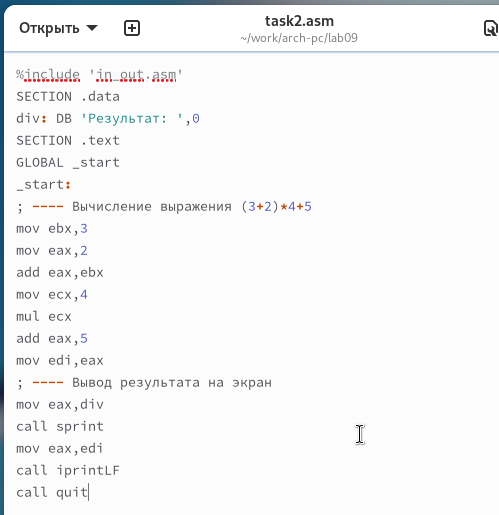 Открыть
task2.asm
~/work/arch-pc/lab09
%include 'in_out.asm'
SECTION .data
div: DB 'Результат: ',0
SECTION .text
GLOBAL _start
_start:
; ---- Вычисление выражения (3+2)*4+5
mov ebx,3
mov eax,2
add eax,ebx
mov ecx,4
mul ecx
add eax,5
mov edi,eax
; ---- Вывод результата на экран
mov eax,div
call sprint
mov eax,edi
call iprintLF
call quit